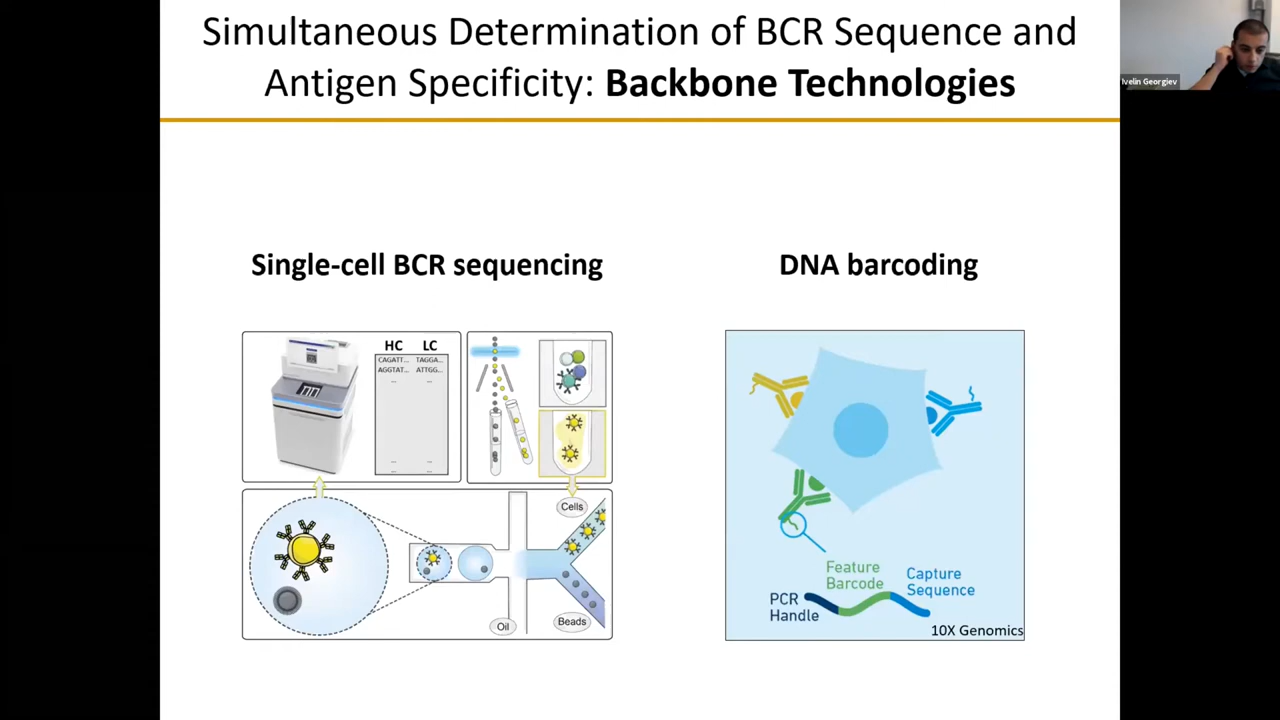 Simultaneous Determination of BCR Sequence and
Antigen Specificity: Backbone Technologies
Ivelin Georgiev
Single-cell BCR sequencing
DNA barcoding
HC LC
CAGATT... TAGGA...
AGGTAT... ATTGG...
... ...
... ...
... ...
Cells
Oil
Beads
Feature
Barcode
Capture
Sequence
PCR
Handle
10X Genomics